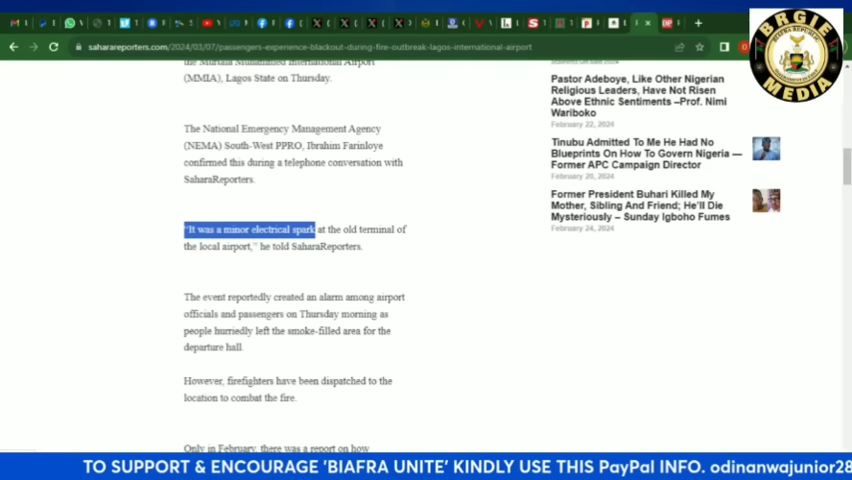 saharareporters.com/2024/03/07/passengers-experience-blackout-during-fire-outbreak-lagos-international-airport
BRGIE
BIAFRA REPUBLIC
MEDIA
the Murtala Muhammed International Airport
(MMIA), Lagos State on Thursday.
The National Emergency Management Agency
(NEMA) South-West PPRO, Ibrahim Farinloye
confirmed this during a telephone conversation with
SaharaReporters.
“It was a minor electrical spark at the old terminal of
the local airport,” he told SaharaReporters.
The event reportedly created an alarm among airport
officials and passengers on Thursday morning as
people hurriedly left the smoke-filled area for the
departure hall.
However, firefighters have been dispatched to the
location to combat the fire.
Only in February, there was a report on how
Pastor Adeboye, Like Other Nigerian
Religious Leaders, Have Not Risen
Above Ethnic Sentiments –Prof. Nimi
Wariboko
February 22, 2024
Tinubu Admitted To Me He Had No
Blueprints On How To Govern Nigeria —
Former APC Campaign Director
February 20, 2024
Former President Buhari Killed My
Mother, Sibling And Friend; He’ll Die
Mysteriously – Sunday Igboho Fumes
February 24, 2024
TO SUPPORT & ENCOURAGE 'BIAFRA UNITE' KINDLY USE THIS PayPal INFO. odinanwajunior28